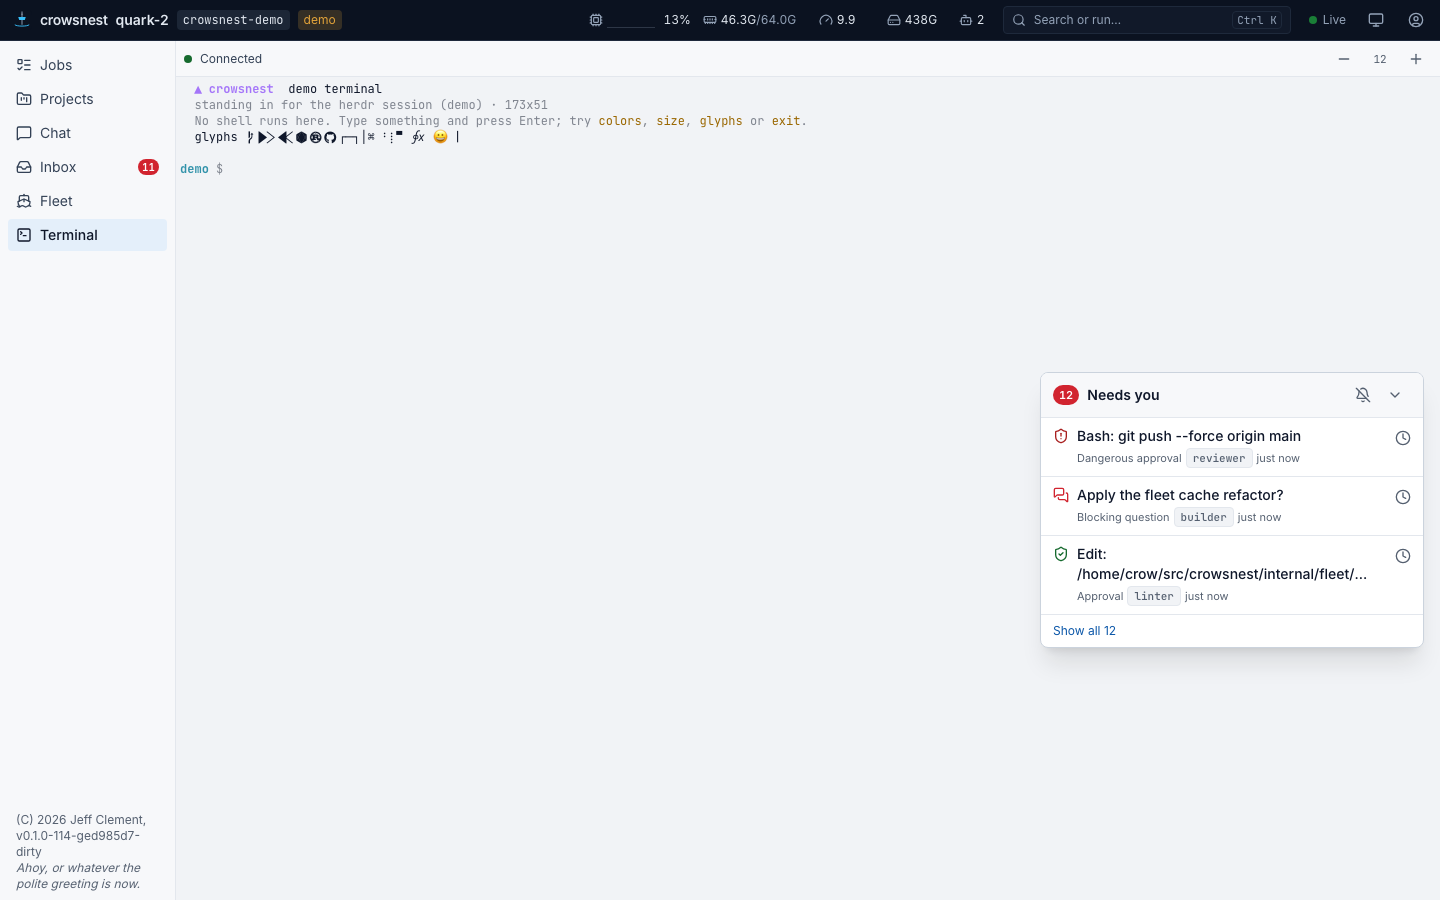 crowsnest quark-2 crowsnest-demo demo 13% 46.3G/64.0G 9.9 438G 2 Search or run... Ctrl K Live
Jobs
Projects
Chat
Inbox 11
Fleet
Terminal
(C) 2026 Jeff Clement,
v0.1.0-114-ged985d7-
dirty
Ahoy, or whatever the
polite greeting is now.
Connected 12
▲ crowsnest demo terminal
standing in for the herdr session (demo) · 173x51
No shell runs here. Type something and press Enter; try colors, size, glyphs or exit.
glyphs
demo $
12 Needs you
Bash: git push --force origin main
Dangerous approval reviewer just now
Apply the fleet cache refactor?
Blocking question builder just now
Edit:
/home/crow/src/crowsnest/internal/fleet/...
Approval linter just now
Show all 12